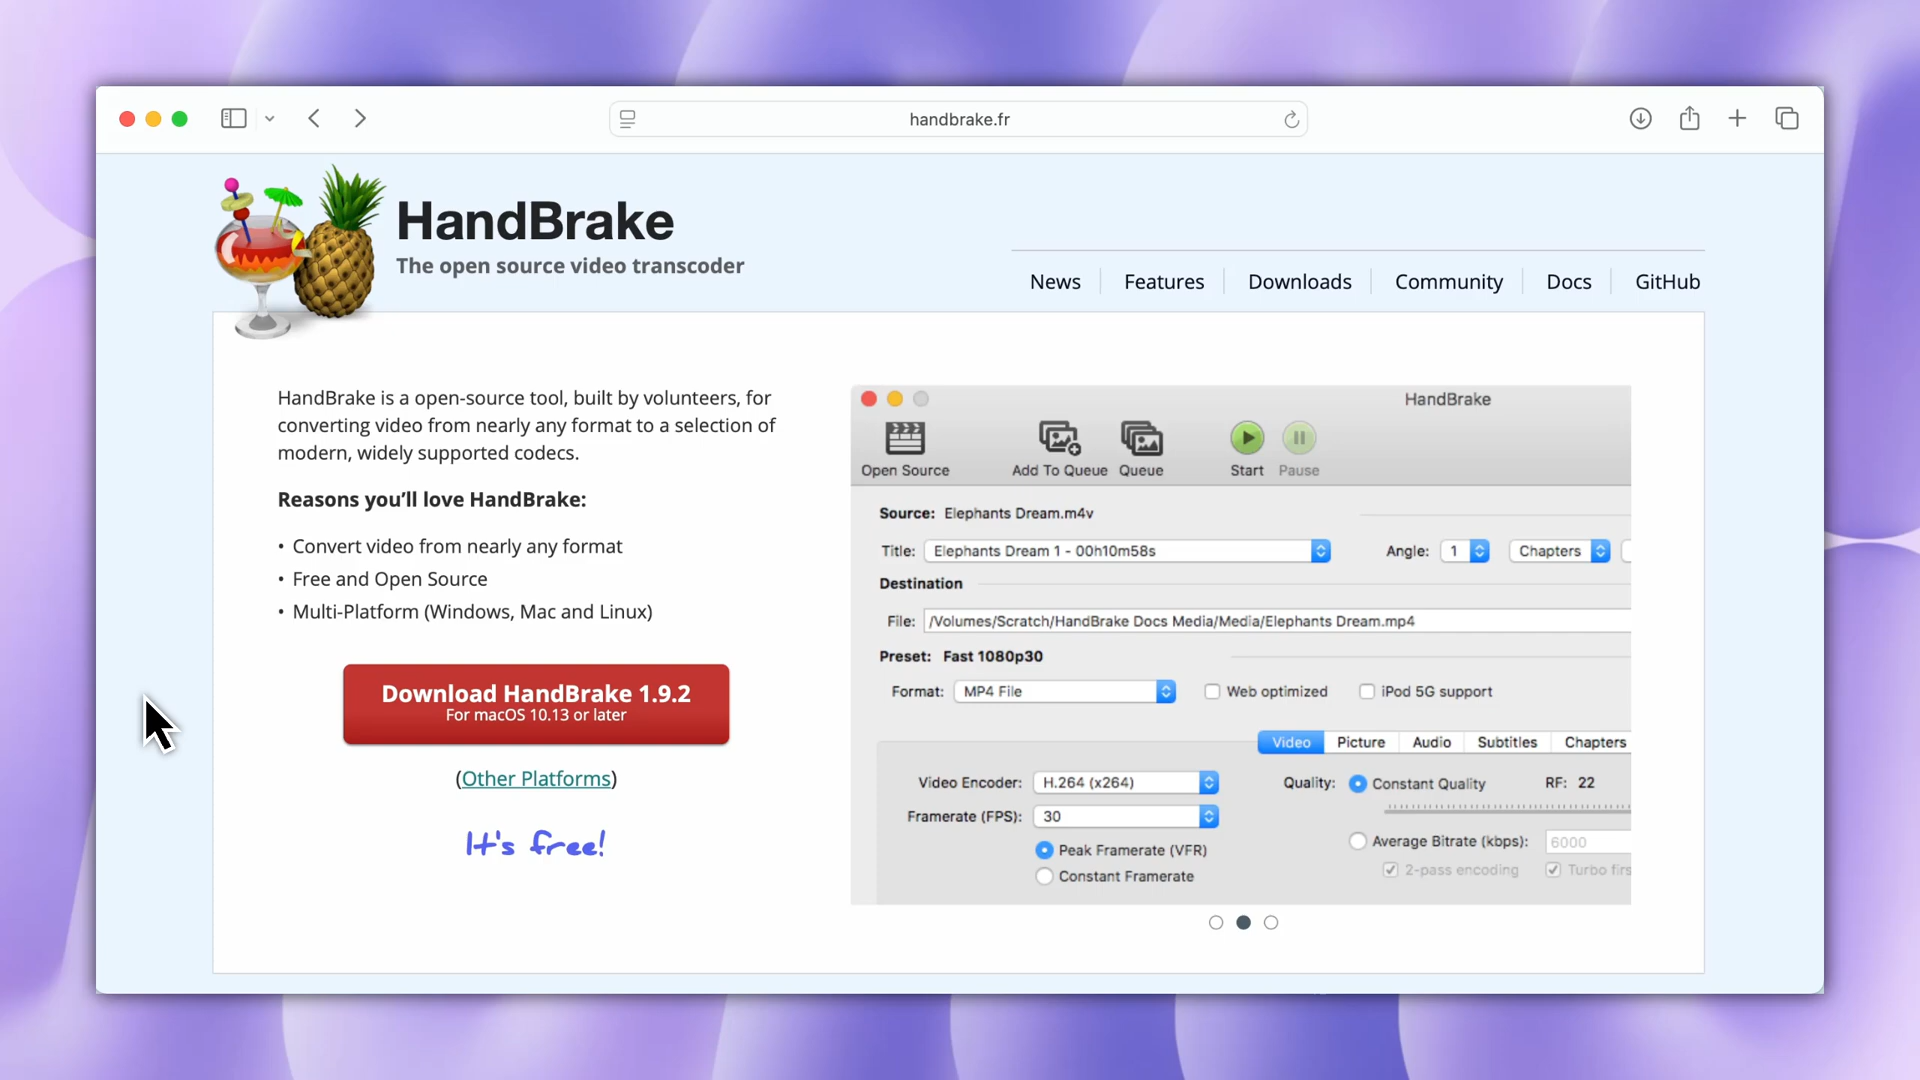 handbrake.fr
HandBrake
The open source video transcoder
News
Features
Downloads
Community
Docs
GitHub
HandBrake is a open-source tool, built by volunteers, for
converting video from nearly any format to a selection of
modern, widely supported codecs.
Reasons you’ll love HandBrake:
• Convert video from nearly any format
• Free and Open Source
• Multi-Platform (Windows, Mac and Linux)
Download HandBrake 1.9.2
For macOS 10.13 or later
(Other Platforms)
It's free!
HandBrake
Open Source
Add To Queue
Queue
Start
Pause
Source: Elephants Dream.m4v
Title: Elephants Dream 1 - 00h10m58s
Angle: 1
Chapters
Destination
File: /Volumes/Scratch/HandBrake Docs Media/Media/Elephants Dream.mp4
Preset: Fast 1080p30
Format: MP4 File
Web optimized
iPod 5G support
Video
Picture
Audio
Subtitles
Chapters
Video Encoder: H.264 (x264)
Quality: Constant Quality
RF: 22
Framerate (FPS): 30
Average Bitrate (kbps): 6000
Peak Framerate (VFR)
2-pass encoding
Turbo firs
Constant Framerate